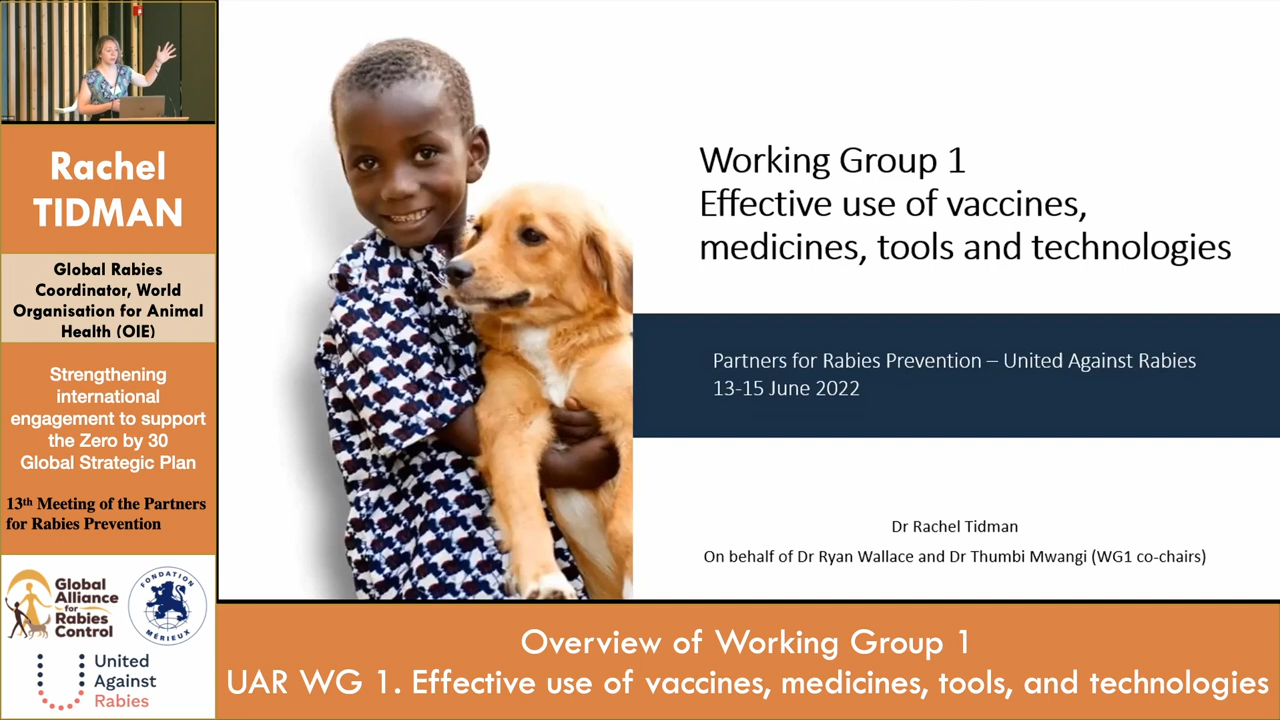 Rachel
TIDMAN
Global Rabies
Coordinator, World
Organisation for Animal
Health (OIE)
Strengthening
international
engagement to support
the Zero by 30
Global Strategic Plan
13th Meeting of the Partners
for Rabies Prevention
Global
Alliance
for
Rabies
Control
FONDATION
MÉRIEUX
United
Against
Rabies
Working Group 1
Effective use of vaccines,
medicines, tools and technologies
Partners for Rabies Prevention – United Against Rabies
13-15 June 2022
Dr Rachel Tidman
On behalf of Dr Ryan Wallace and Dr Thumbi Mwangi (WG1 co-chairs)
Overview of Working Group 1
UAR WG 1. Effective use of vaccines, medicines, tools, and technologies